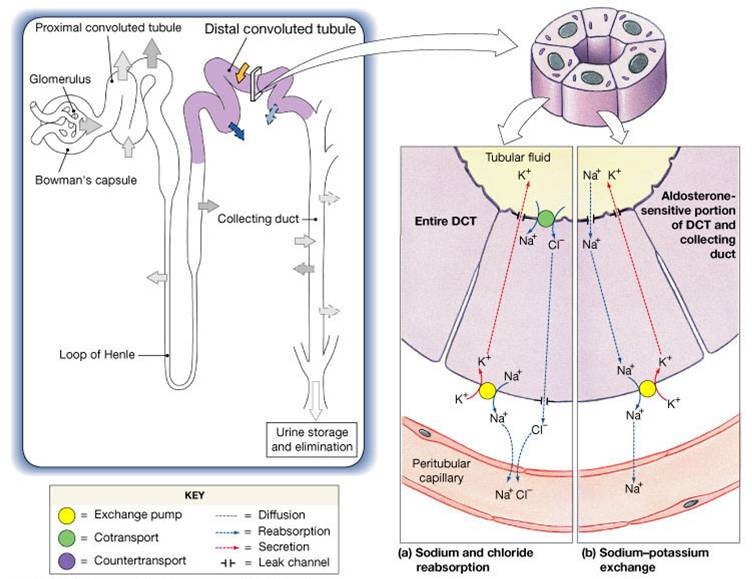 Proximal convoluted tubule
Distal convoluted tubule
Glomerulus
Bowman's capsule
Collecting duct
Loop of Henle
Urine storage
and elimination
KEY
= Exchange pump
= Cotransport
= Countertransport
= Diffusion
= Reabsorption
= Secretion
= Leak channel
Tubular fluid
K+
Entire DCT
Na+
Cl−
K+
K+
Na+
Na+
Cl−
Peritubular
capillary
Na+ Cl−
(a) Sodium and chloride
reabsorption
Na+ K+
Aldosterone-
sensitive portion
of DCT and
collecting
duct
Na+
Na+
K+
Na+
K+
Na+
(b) Sodium–potassium
exchange